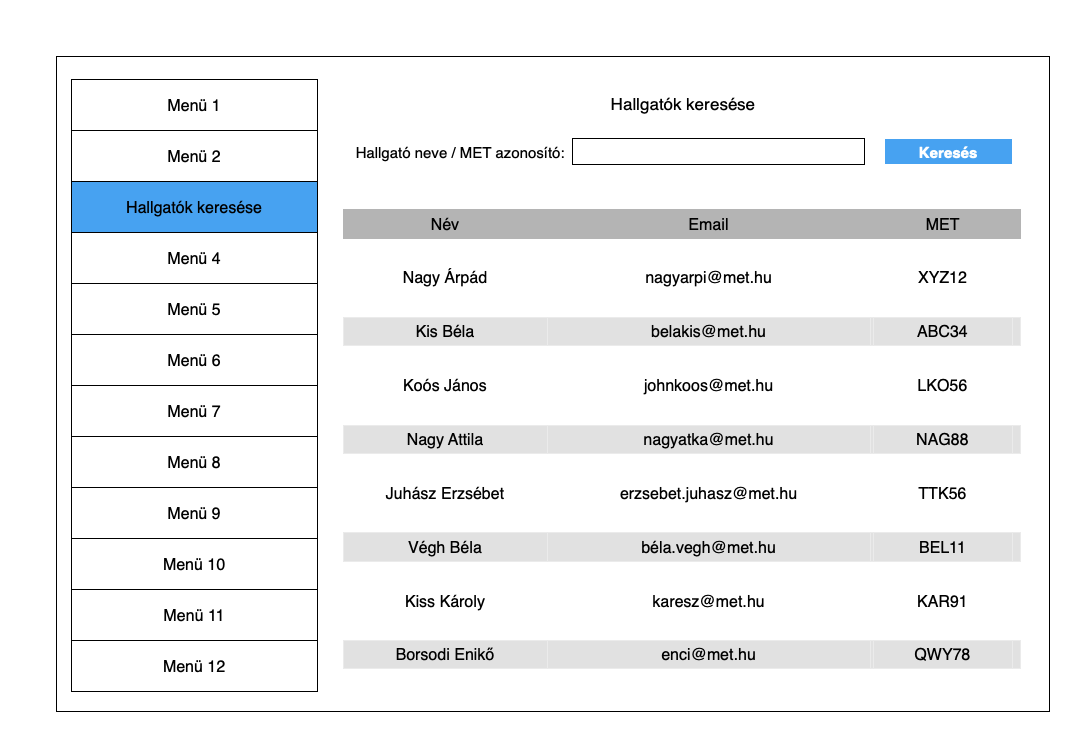 Menü 1
Menü 2
Hallgatók keresése
Menü 4
Menü 5
Menü 6
Menü 7
Menü 8
Menü 9
Menü 10
Menü 11
Menü 12
Hallgatók keresése
Hallgató neve / MET azonosító: Keresés
Név Email MET
Nagy Árpád nagyarpi@met.hu XYZ12
Kis Béla belakis@met.hu ABC34
Koós János johnkoos@met.hu LKO56
Nagy Attila nagyatka@met.hu NAG88
Juhász Erzsébet erzsebet.juhasz@met.hu TTK56
Végh Béla béla.vegh@met.hu BEL11
Kiss Károly karesz@met.hu KAR91
Borsodi Enikő enci@met.hu QWY78